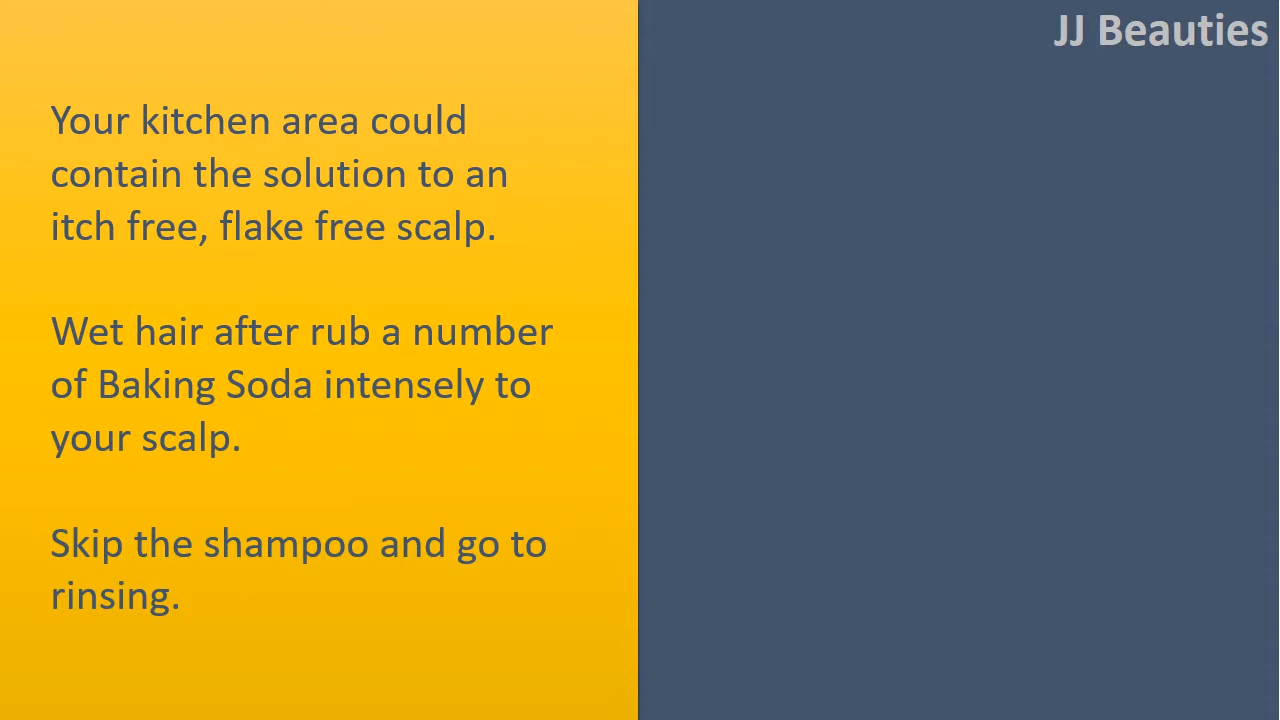 JJ Beauties
Your kitchen area could
contain the solution to an
itch free, flake free scalp.
Wet hair after rub a number
of Baking Soda intensely to
your scalp.
Skip the shampoo and go to
rinsing.